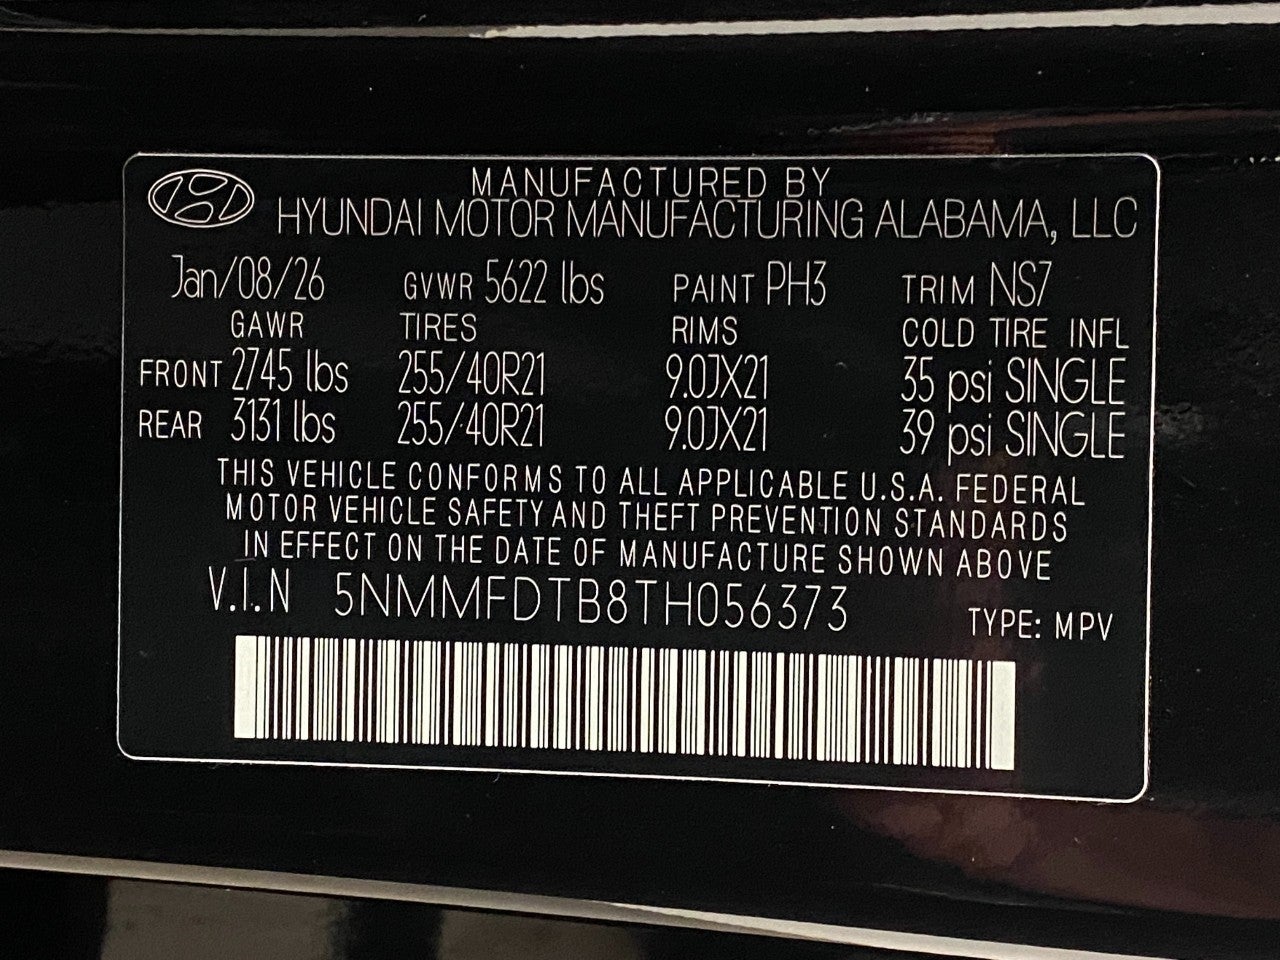 MANUFACTURED BY
HYUNDAI MOTOR MANUFACTURING ALABAMA, LLC
Jan/08/26 GVWR 5622 lbs PAINT PH3 TRIM NS7
GAWR TIRES RIMS COLD TIRE INFL
FRONT 2745 lbs 255/40R21 9.0JX21 35 psi SINGLE
REAR 3131 lbs 255/40R21 9.0JX21 39 psi SINGLE
THIS VEHICLE CONFORMS TO ALL APPLICABLE U.S.A. FEDERAL
MOTOR VEHICLE SAFETY AND THEFT PREVENTION STANDARDS
IN EFFECT ON THE DATE OF MANUFACTURE SHOWN ABOVE
V.I.N 5NMMFDTB8TH056373 TYPE: MPV